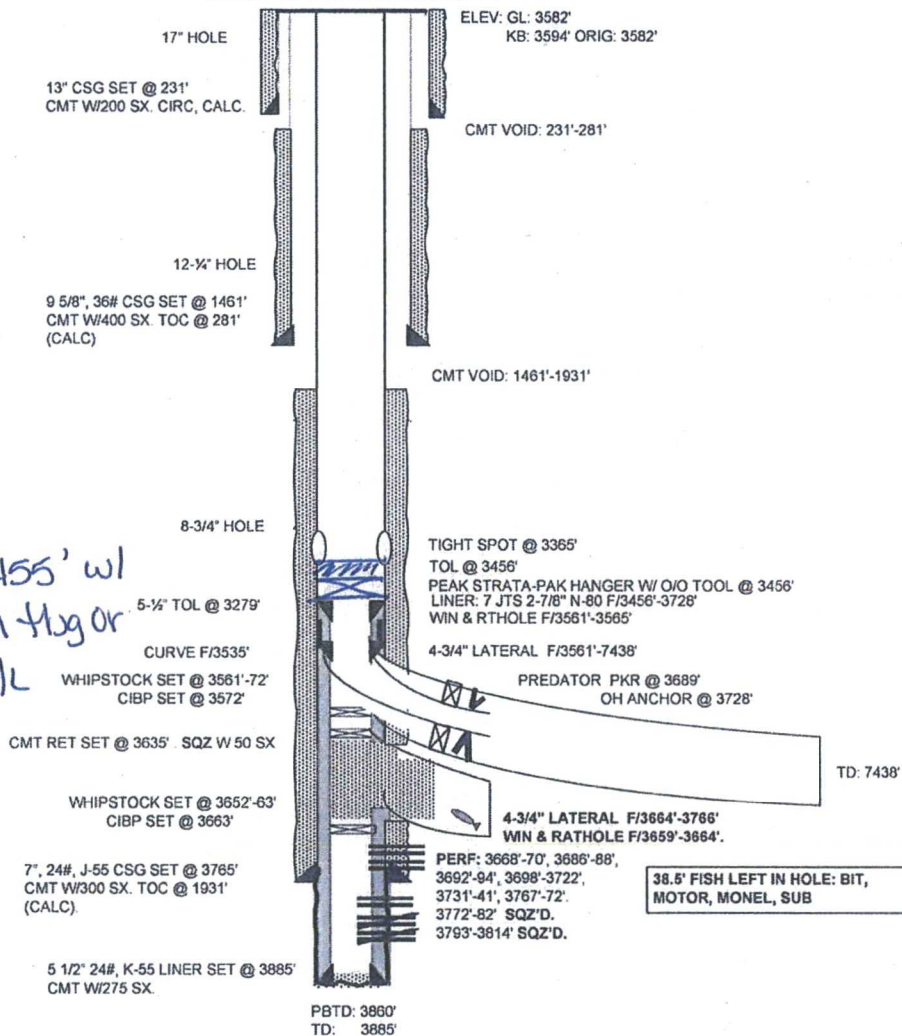 ELEV: GL: 3582'
KB: 3594' ORIG: 3582'
17" HOLE
13" CSG SET @ 231'
CMT W/200 SX. CIRC, CALC.
CMT VOID: 231'-281'
12-¼" HOLE
9 5/8", 36# CSG SET @ 1461'
CMT W/400 SX. TOC @ 281'
(CALC)
CMT VOID: 1461'-1931'
8-3/4" HOLE
TIGHT SPOT @ 3365'
TOL @ 3456'
PEAK STRATA-PAK HANGER W/ O/O TOOL @ 3456'
LINER: 7 JTS 2-7/8" N-80 F/3456'-3728'
WIN & RTHOLE F/3561'-3565'
455' w/
or
5-½" TOL @ 3279'
CURVE F/3535'
4-3/4" LATERAL F/3561'-7438'
WHIPSTOCK SET @ 3561'-72'
CIBP SET @ 3572'
PREDATOR PKR @ 3689'
OH ANCHOR @ 3728'
CMT RET SET @ 3635'. SQZ W 50 SX
TD: 7438'
WHIPSTOCK SET @ 3652'-63'
CIBP SET @ 3663'
4-3/4" LATERAL F/3664'-3766'
WIN & RATHOLE F/3659'-3664'.
7", 24#, J-55 CSG SET @ 3765'
CMT W/300 SX. TOC @ 1931'
(CALC).
PERF: 3668'-70', 3686'-88',
3692'-94', 3698'-3722',
3731'-41', 3767'-72'.
3772'-82' SQZ'D.
3793'-3814' SQZ'D.
38.5' FISH LEFT IN HOLE: BIT,
MOTOR, MONEL, SUB
5 1/2" 24#, K-55 LINER SET @ 3885'
CMT W/275 SX.
PBTD: 3860'
TD: 3885'